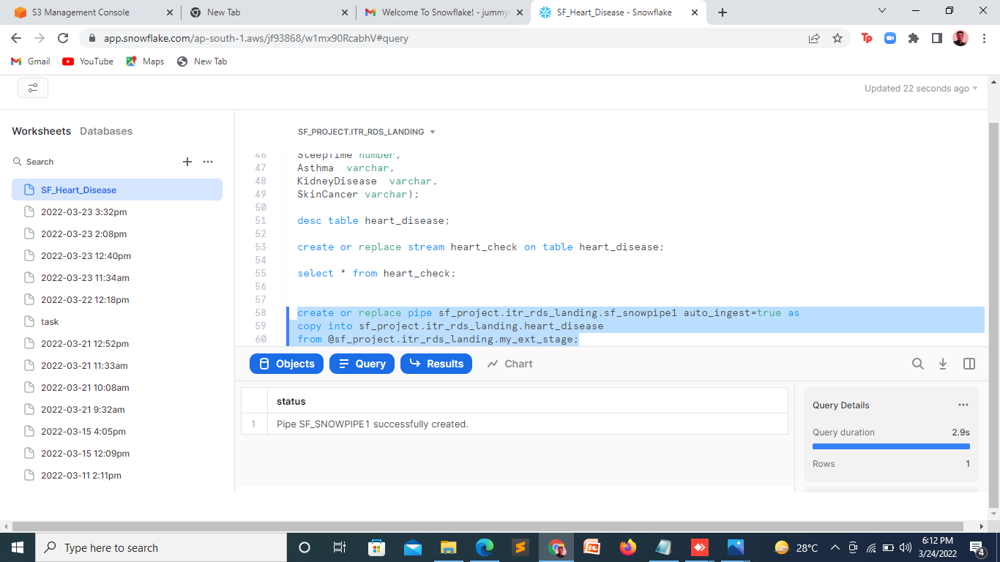 S3 Management Console
New Tab
Welcome To Snowflake! - jummy
SF_Heart_Disease - Snowflake
app.snowflake.com/ap-south-1.aws/jf93868/w1mx90RcabhV#query
Gmail
YouTube
Maps
New Tab
Updated 22 seconds ago
Worksheets
Databases
Search
SF_Heart_Disease
2022-03-23 3:32pm
2022-03-23 2:08pm
2022-03-23 12:40pm
2022-03-23 11:34am
2022-03-22 12:18pm
task
2022-03-21 12:52pm
2022-03-21 11:33am
2022-03-21 10:08am
2022-03-21 9:32am
2022-03-15 4:05pm
2022-03-15 12:09pm
2022-03-11 2:11pm
SF_PROJECT.ITR_RDS_LANDING
46 SleepTime number,
47 Asthma varchar,
48 KidneyDisease varchar,
49 SkinCancer varchar);
50
51 desc table heart_disease;
52
53 create or replace stream heart_check on table heart_disease;
54
55 select * from heart_check;
56
57
58 create or replace pipe sf_project.itr_rds_landing.sf_snowpipe1 auto_ingest=true as
59 copy into sf_project.itr_rds_landing.heart_disease
60 from @sf_project.itr_rds_landing.my_ext_stage;
Objects
Query
Results
Chart
status
1 Pipe SF_SNOWPIPE1 successfully created.
Query Details
Query duration 2.9s
Rows 1
Type here to search
28°C
6:12 PM
3/24/2022
4